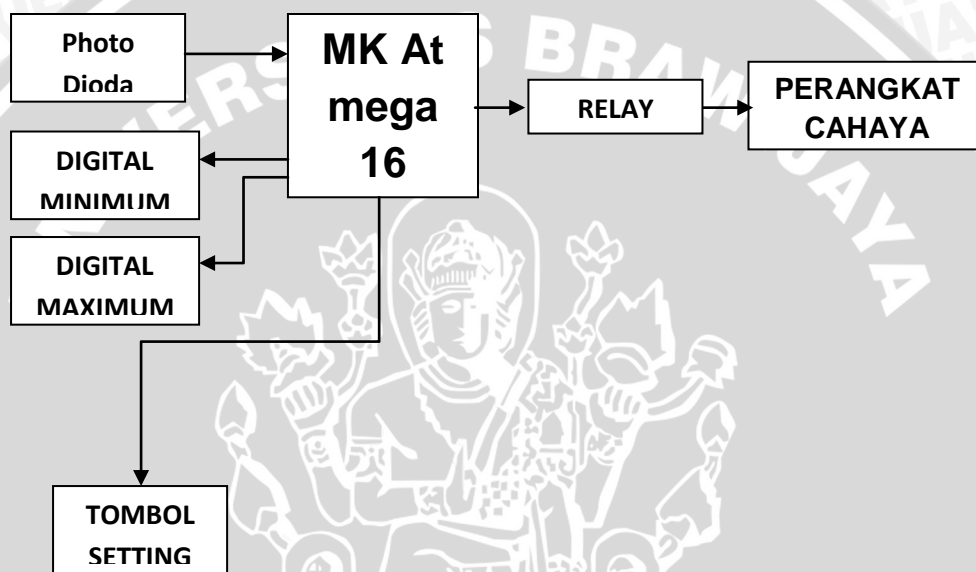 Photo
Dioda
MK At
mega
16
RELAY
PERANGKAT
CAHAYA
DIGITAL
MINIMUM
DIGITAL
MAXIMUM
TOMBOL
SETTING